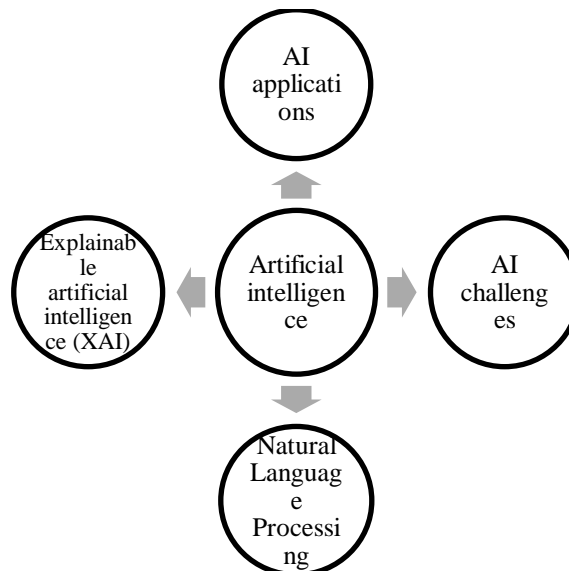 AI
applicati
ons
Explainab
le
artificial
intelligen
ce (XAI)
Artificial
intelligen
ce
AI
challeng
es
Natural
Languag
e
Processi
ng